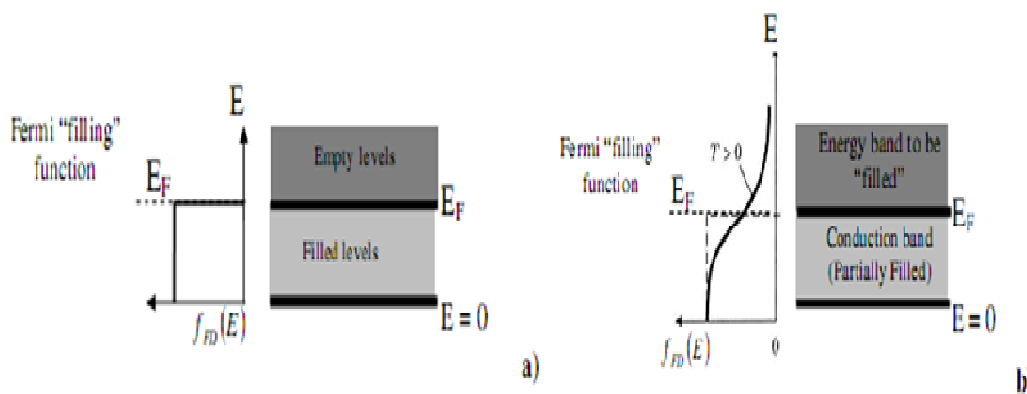 E
Fermi "filling"
function
E_F
Empty levels
E_F
Filled levels
E = 0
f_FD(E)
a)
E
Fermi "filling"
function
T > 0
E_F
Energy band to be
"filled"
E_F
Conduction band
(Partially Filled)
E = 0
f_FD(E)
0
b